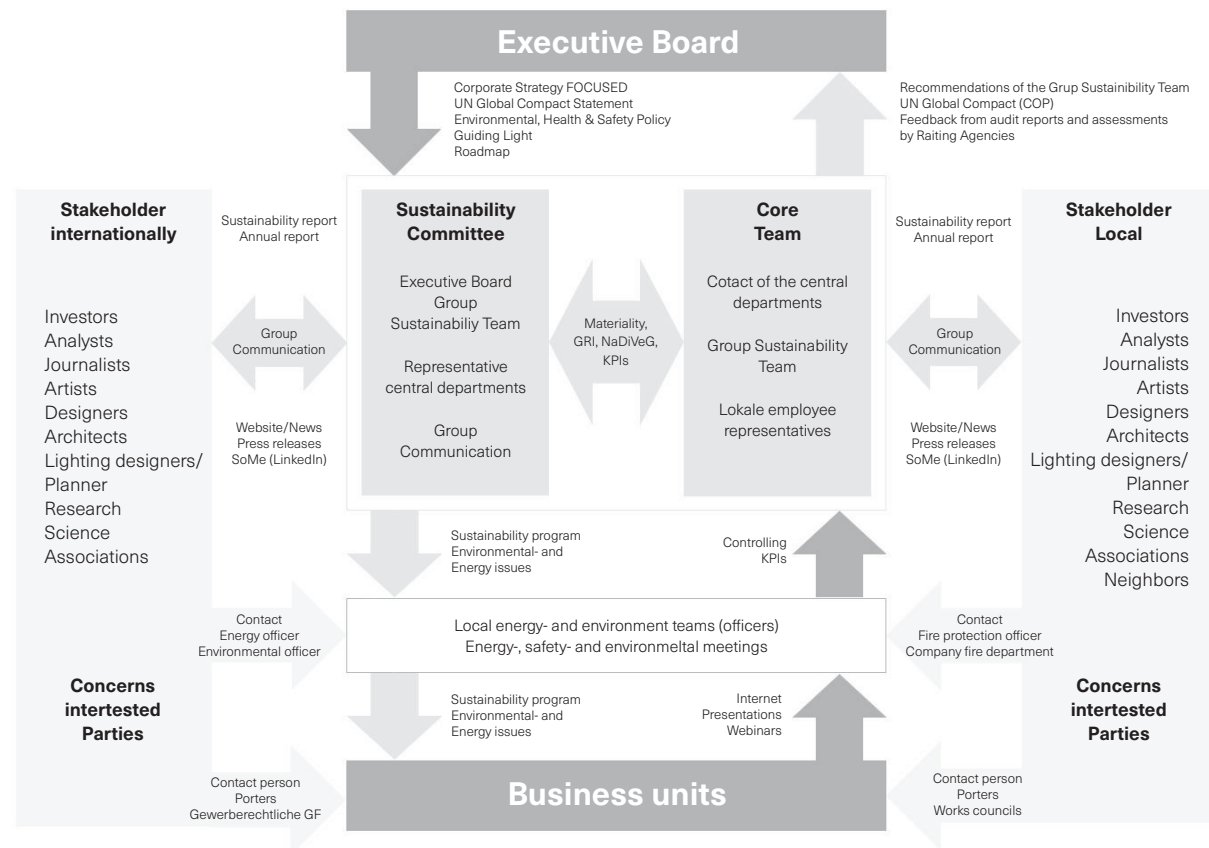 Executive Board
Corporate Strategy FOCUSED
UN Global Compact Statement
Environmental, Health & Safety Policy
Guiding Light
Roadmap
Recommendations of the Grup Sustainibility Team
UN Global Compact (COP)
Feedback from audit reports and assessments
by Raiting Agencies
Stakeholder
internationally
Investors
Analysts
Journalists
Artists
Designers
Architects
Lighting designers/
Planner
Research
Science
Associations
Concerns
intertested
Parties
Sustainability report
Annual report
Group
Communication
Website/News
Press releases
SoMe (LinkedIn)
Sustainability
Committee
Executive Board
Group
Sustainabiliy Team
Representative
central departments
Group
Communication
Materiality,
GRI, NaDiVeG,
KPIs
Core
Team
Cotact of the central
departments
Group Sustainability
Team
Lokale employee
representatives
Sustainability report
Annual report
Group
Communication
Website/News
Press releases
SoMe (LinkedIn)
Stakeholder
Local
Investors
Analysts
Journalists
Artists
Designers
Architects
Lighting designers/
Planner
Research
Science
Associations
Neighbors
Concerns
intertested
Parties
Sustainability program
Environmental- and
Energy issues
Controlling
KPIs
Contact
Energy officer
Environmental officer
Local energy- and environment teams (officers)
Energy-, safety- and environmeltal meetings
Contact
Fire protection officer
Company fire department
Sustainability program
Environmental- and
Energy issues
Internet
Presentations
Webinars
Contact person
Porters
Gewerberechtliche GF
Business units
Contact person
Porters
Works councils